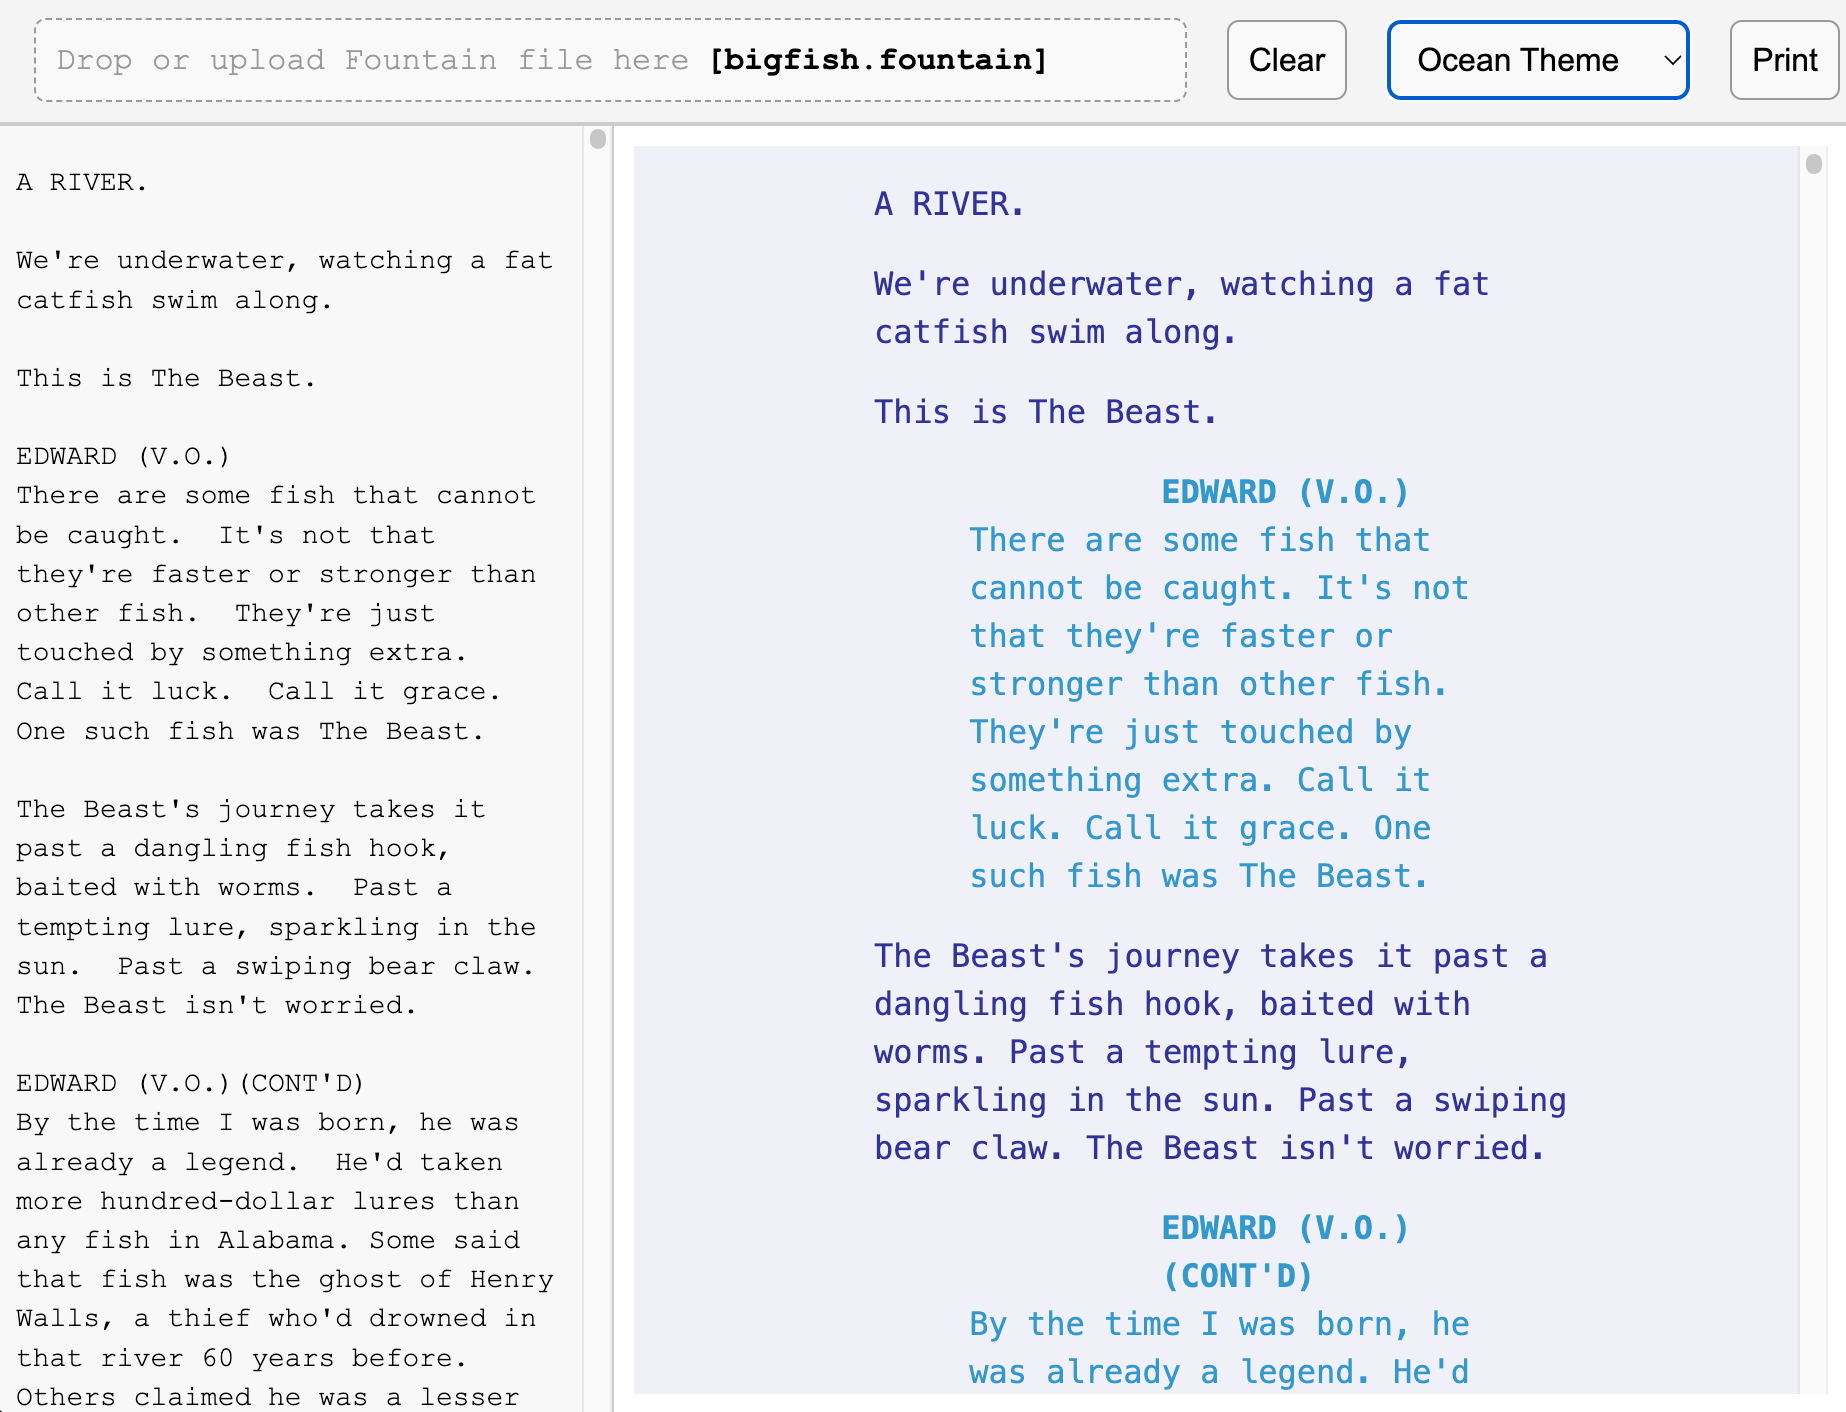 Drop or upload Fountain file here [bigfish.fountain]
Clear
Ocean Theme
Print
A RIVER.
We're underwater, watching a fat
catfish swim along.
This is The Beast.
EDWARD (V.O.)
There are some fish that cannot
be caught.  It's not that
they're faster or stronger than
other fish.  They're just
touched by something extra.
Call it luck.  Call it grace.
One such fish was The Beast.
The Beast's journey takes it
past a dangling fish hook,
baited with worms.  Past a
tempting lure, sparkling in the
sun.  Past a swiping bear claw.
The Beast isn't worried.
EDWARD (V.O.)(CONT'D)
By the time I was born, he was
already a legend.  He'd taken
more hundred-dollar lures than
any fish in Alabama. Some said
that fish was the ghost of Henry
Walls, a thief who'd drowned in
that river 60 years before.
Others claimed he was a lesser
A RIVER.
We're underwater, watching a fat
catfish swim along.
This is The Beast.
EDWARD (V.O.)
There are some fish that
cannot be caught. It's not
that they're faster or
stronger than other fish.
They're just touched by
something extra. Call it
luck. Call it grace. One
such fish was The Beast.
The Beast's journey takes it past a
dangling fish hook, baited with
worms. Past a tempting lure,
sparkling in the sun. Past a swiping
bear claw. The Beast isn't worried.
EDWARD (V.O.)
(CONT'D)
By the time I was born, he
was already a legend. He'd